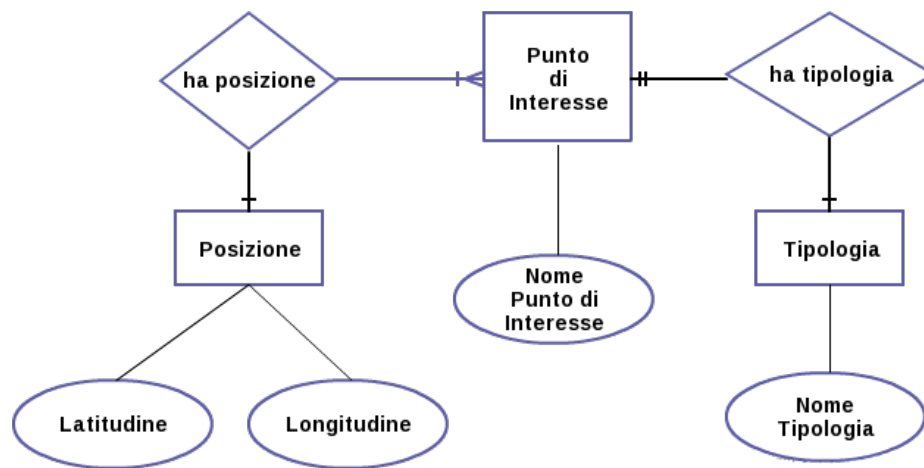 ha posizione
Punto
di
Interesse
ha tipologia
Posizione
Nome
Punto di
Interesse
Tipologia
Latitudine
Longitudine
Nome
Tipologia